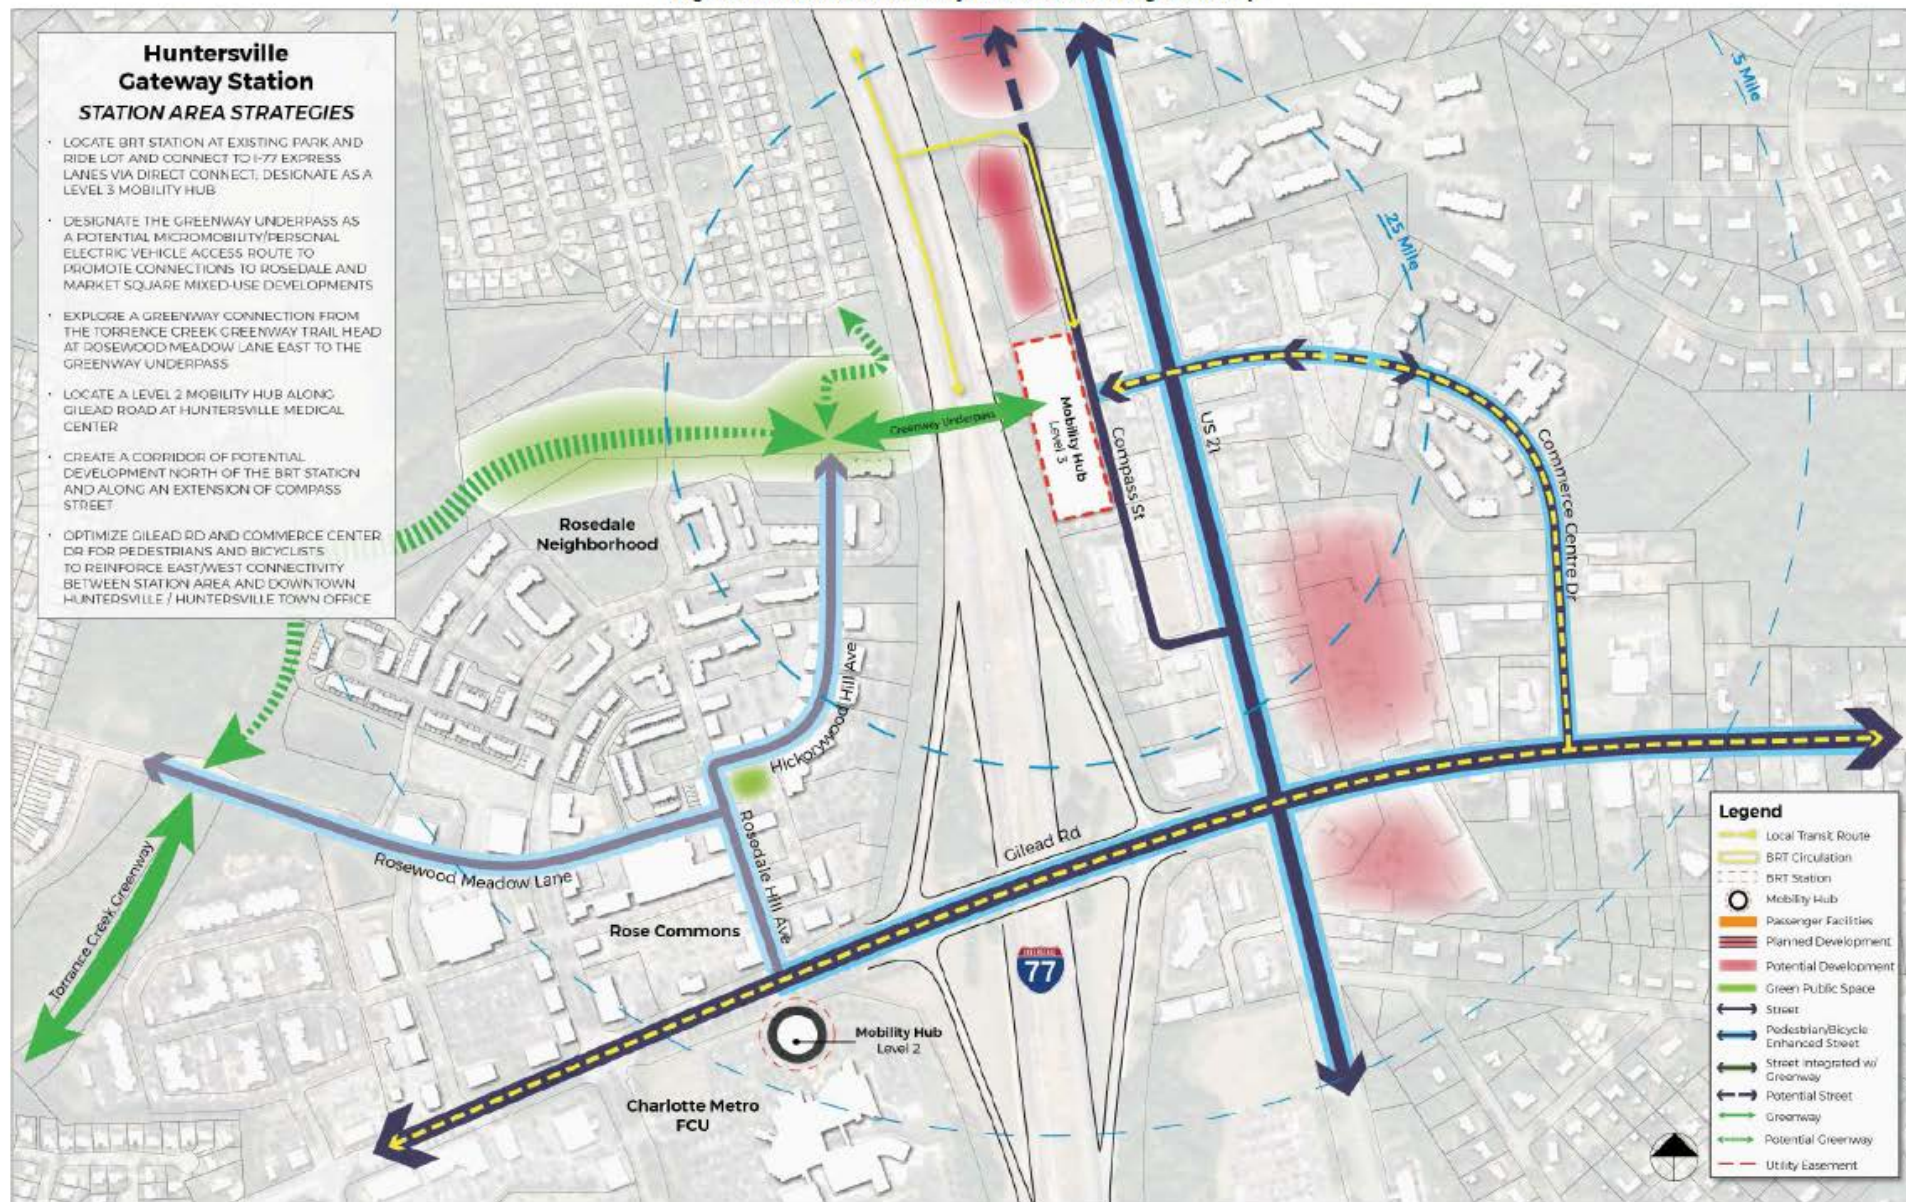 Huntersville
Gateway Station
STATION AREA STRATEGIES
· LOCATE BRT STATION AT EXISTING PARK AND
RIDE LOT AND CONNECT TO I-77 EXPRESS
LANES VIA DIRECT CONNECT; DESIGNATE AS A
LEVEL 3 MOBILITY HUB
· DESIGNATE THE GREENWAY UNDERPASS AS
A POTENTIAL MICROMOBILITY/PERSONAL
ELECTRIC VEHICLE ACCESS ROUTE TO
PROMOTE CONNECTIONS TO ROSEDALE AND
MARKET SQUARE MIXED-USE DEVELOPMENTS
· EXPLORE A GREENWAY CONNECTION FROM
THE TORRENCE CREEK GREENWAY TRAIL HEAD
AT ROSEWOOD MEADOW LANE EAST TO THE
GREENWAY UNDERPASS
· LOCATE A LEVEL 2 MOBILITY HUB ALONG
GILEAD ROAD AT HUNTERSVILLE MEDICAL
CENTER
· CREATE A CORRIDOR OF POTENTIAL
DEVELOPMENT NORTH OF THE BRT STATION
AND ALONG AN EXTENSION OF COMPASS
STREET
· OPTIMIZE GILEAD RD AND COMMERCE CENTER
DR FOR PEDESTRIANS AND BICYCLISTS
TO REINFORCE EAST/WEST CONNECTIVITY
BETWEEN STATION AREA AND DOWNTOWN
HUNTERSVILLE / HUNTERSVILLE TOWN OFFICE
.5 Mile
.25 Mile
Greenway Underpass
Mobility Hub
Level 3
Compass St
US 21
Commerce Centre Dr
Rosedale
Neighborhood
Hickorwood Hill Ave
Rosedale Hill Ave
Rosewood Meadow Lane
Torrance Creek Greenway
Gilead Rd
Rose Commons
77
Mobility Hub
Level 2
Charlotte Metro
FCU
Legend
Local Transit Route
BRT Circulation
BRT Station
Mobility Hub
Passenger Facilities
Planned Development
Potential Development
Green Public Space
Street
Pedestrian/Bicycle
Enhanced Street
Street Integrated w/
Greenway
Potential Street
Greenway
Potential Greenway
Utility Easement